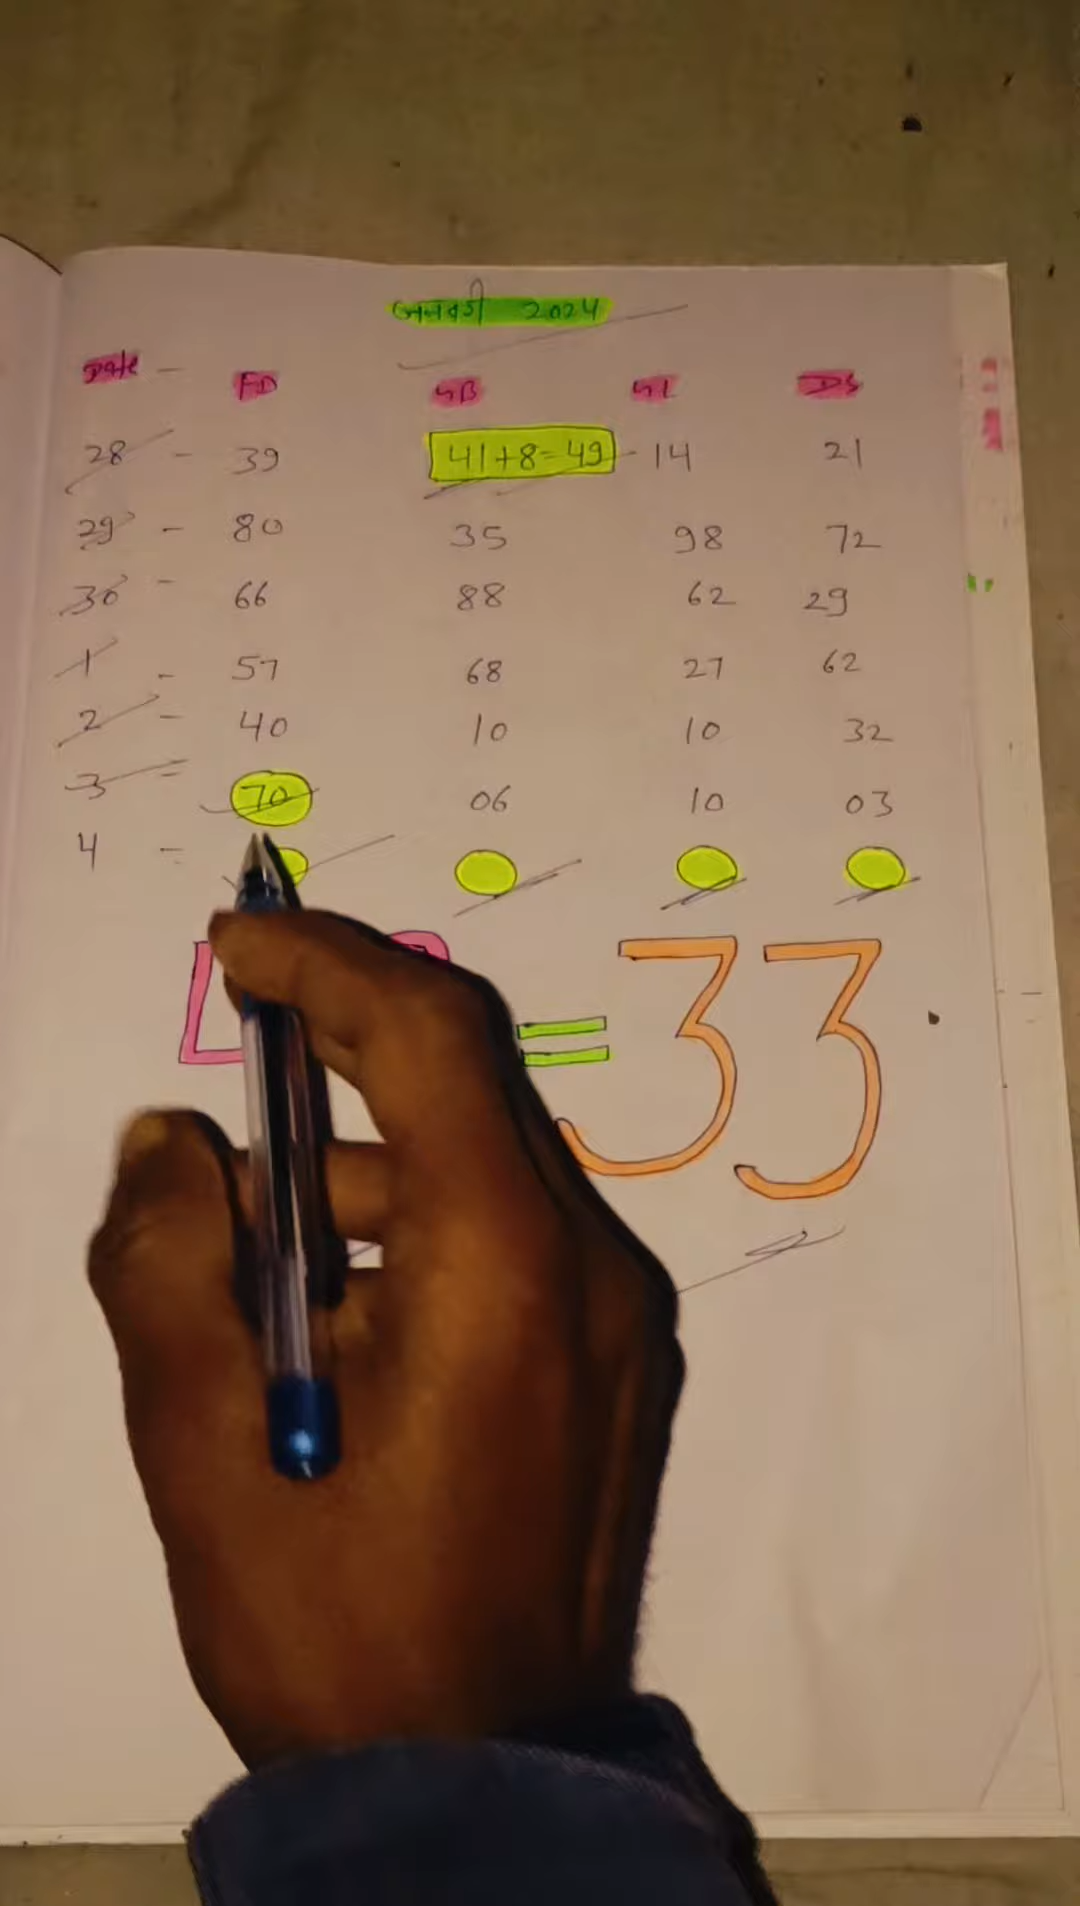 जनवरी 2024
Date - FD GB GL DS
28 - 39 41+8=49 - 14 21
29 - 80 35 98 72
30 - 66 88 62 29
1 - 57 68 27 62
2 - 40 10 10 32
3 = 70 06 10 03
4 =
= 33